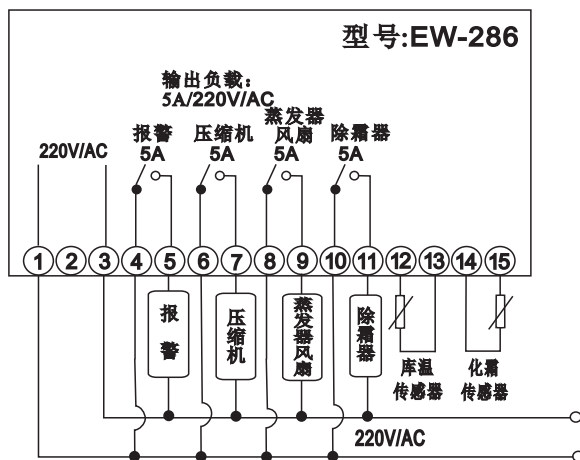 型号:EW-286
输出负载：
5A/220V/AC
220V/AC
报警
5A
压缩机
5A
蒸发器
风扇
5A
除霜器
5A
1 2 3 4 5 6 7 8 9 10 11 12 13 14 15
报警
压缩机
蒸发器风扇
除霜器
库温
传感器
化霜
传感器
220V/AC